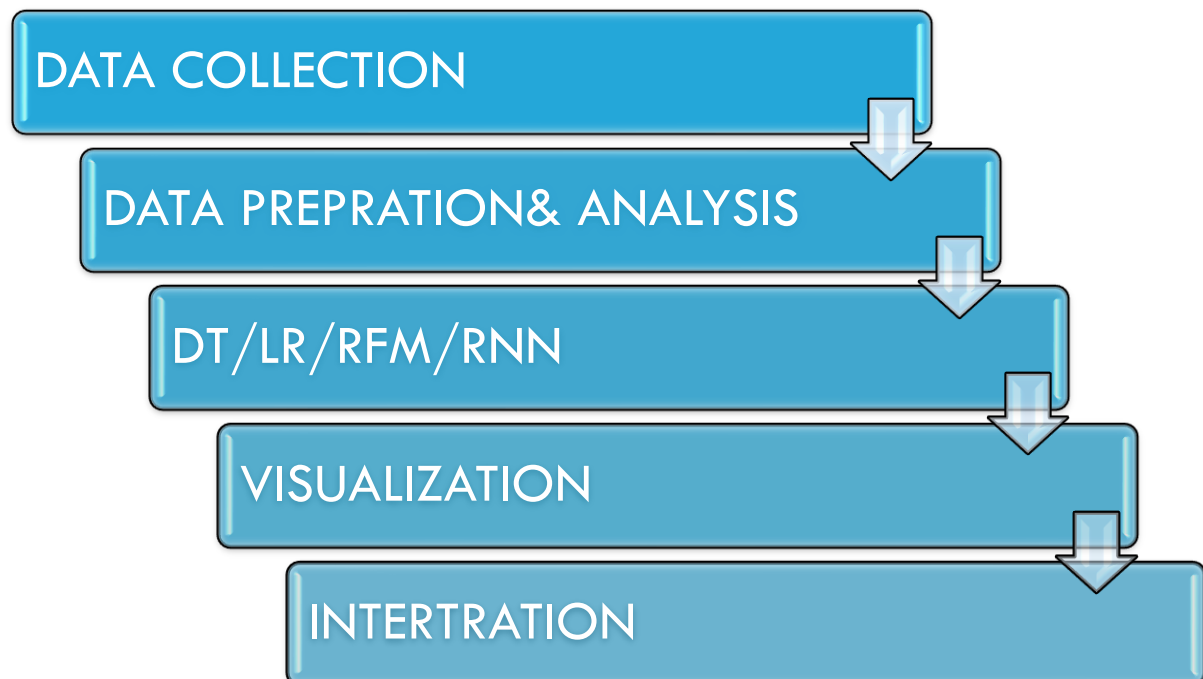 DATA COLLECTION
DATA PREPRATION& ANALYSIS
DT/LR/RFM/RNN
VISUALIZATION
INTERTRATION